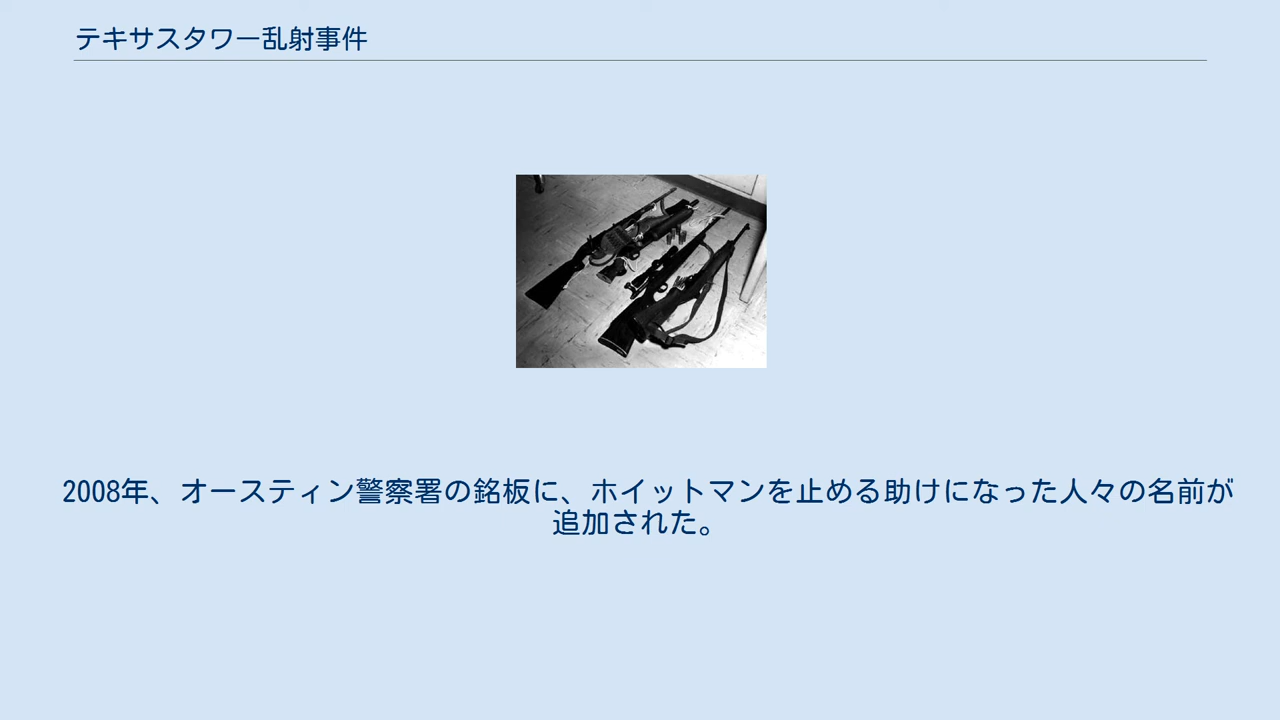 テキサスタワー乱射事件
2008年、オースティン警察署の銘板に、ホイットマンを止める助けになった人々の名前が
追加された。